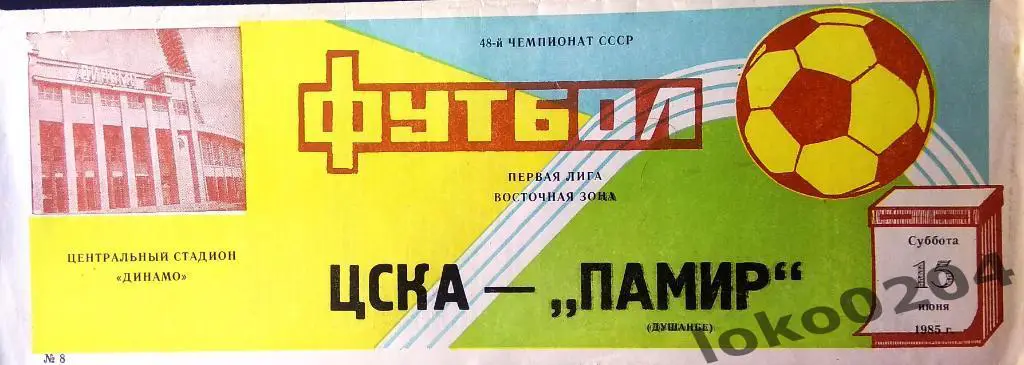 48-й ЧЕМПИОНАТ СССР
ФУТБОЛ
ПЕРВАЯ ЛИГА
ВОСТОЧНАЯ ЗОНА
ДИНАМО
ЦЕНТРАЛЬНЫЙ СТАДИОН
«ДИНАМО»
ЦСКА — „ПАМИР“
(ДУШАНБЕ)
Суббота
15
июня
1985 г.
№ 8
loko0204